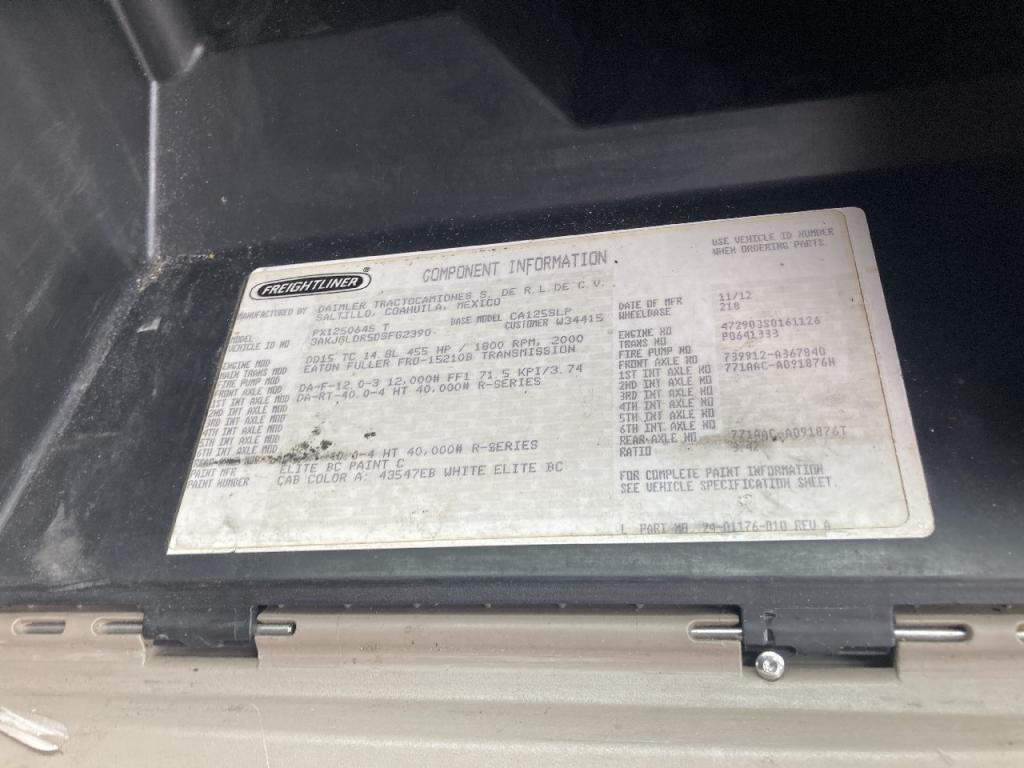 FREIGHTLINER ®
COMPONENT INFORMATION
USE VEHICLE ID NUMBER
WHEN ORDERING PARTS.
MANUFACTURED BY DAIMLER TRACTOCAMIONES S. DE R.L.DE C.V.
SALTILLO, COAHUILA, MEXICO
DATE OF MFR 11/12
MODEL PX125064S T BASE MODEL CA125SLP WHEELBASE 218
VEHICLE ID NO CUSTOMER W34415
ENGINE NO 472903S0161126
ENGINE MOD DD15 TC 14.8L 455 HP / 1800 RPM, 2000
TRANS NO P0641333
MAIN TRANS MOD EATON FULLER FRO-15210B TRANSMISSION
FIRE PUMP MOD
FIRE PUMP NO
FRONT AXLE MOD DA-F-12.0-3 12,000# FF1 71.5 KPI/3.74
FRONT AXLE NO 739912-A367840
1ST INT AXLE MOD DA-RT-40.0-4 HT 40,000# R-SERIES
1ST INT AXLE NO 771AAC-A091876H
2ND INT AXLE MOD
2ND INT AXLE NO
3RD INT AXLE MOD
3RD INT AXLE NO
4TH INT AXLE MOD
4TH INT AXLE NO
5TH INT AXLE MOD
5TH INT AXLE NO
6TH INT AXLE MOD
6TH INT AXLE NO
REAR AXLE MOD 40.0-4 HT 40,000# R-SERIES
REAR AXLE NO 771AAC-A091876T
RATIO
PAINT MFR ELITE BC PAINT C
PAINT NUMBER CAB COLOR A: 43547EB WHITE ELITE BC
FOR COMPLETE PAINT INFORMATION
SEE VEHICLE SPECIFICATION SHEET.
PART NO. 24-01176-010 REV A